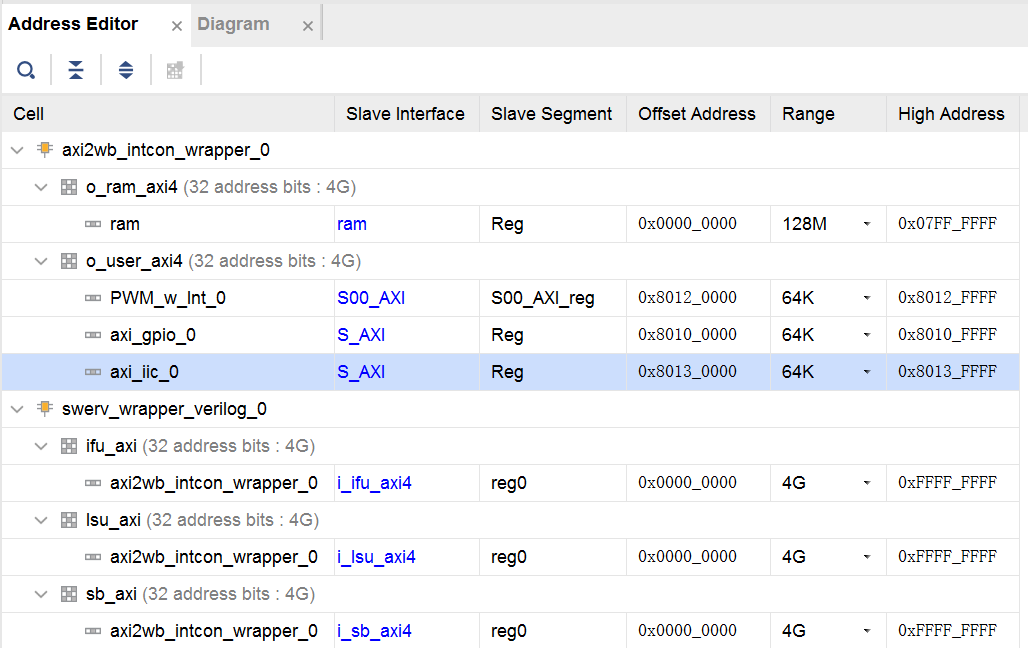 Address Editor × Diagram ×
Cell Slave Interface Slave Segment Offset Address Range High Address
axi2wb_intcon_wrapper_0
o_ram_axi4 (32 address bits : 4G)
ram ram Reg 0x0000_0000 128M 0x07FF_FFFF
o_user_axi4 (32 address bits : 4G)
PWM_w_Int_0 S00_AXI S00_AXI_reg 0x8012_0000 64K 0x8012_FFFF
axi_gpio_0 S_AXI Reg 0x8010_0000 64K 0x8010_FFFF
axi_iic_0 S_AXI Reg 0x8013_0000 64K 0x8013_FFFF
swerv_wrapper_verilog_0
ifu_axi (32 address bits : 4G)
axi2wb_intcon_wrapper_0 i_ifu_axi4 reg0 0x0000_0000 4G 0xFFFF_FFFF
lsu_axi (32 address bits : 4G)
axi2wb_intcon_wrapper_0 i_lsu_axi4 reg0 0x0000_0000 4G 0xFFFF_FFFF
sb_axi (32 address bits : 4G)
axi2wb_intcon_wrapper_0 i_sb_axi4 reg0 0x0000_0000 4G 0xFFFF_FFFF